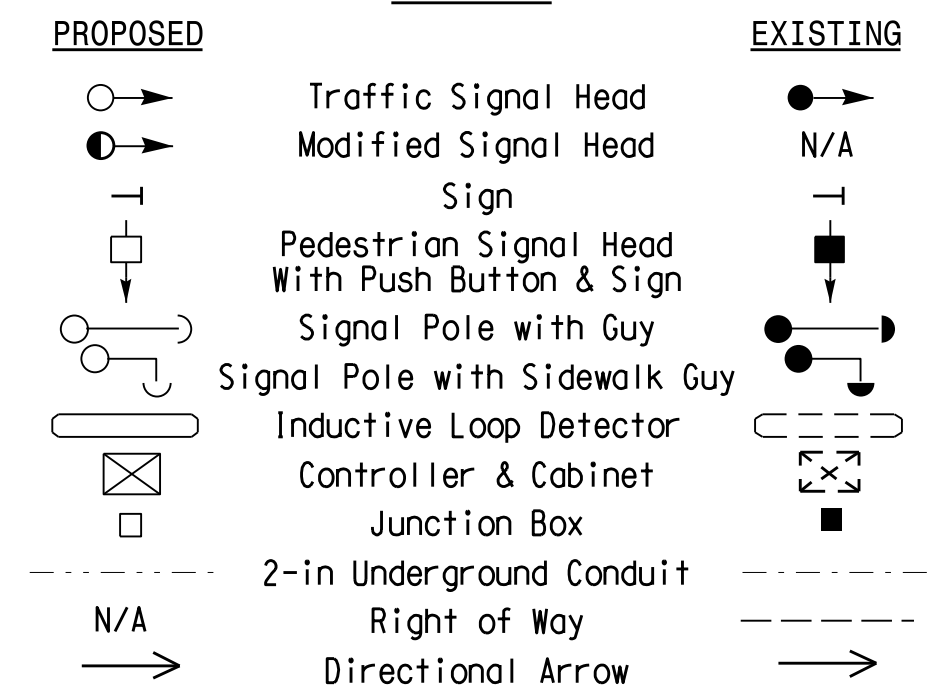 PROPOSED EXISTING
Traffic Signal Head
Modified Signal Head N/A
Sign
Pedestrian Signal Head
With Push Button & Sign
Signal Pole with Guy
Signal Pole with Sidewalk Guy
Inductive Loop Detector
Controller & Cabinet
Junction Box
2-in Underground Conduit
N/A Right of Way
Directional Arrow